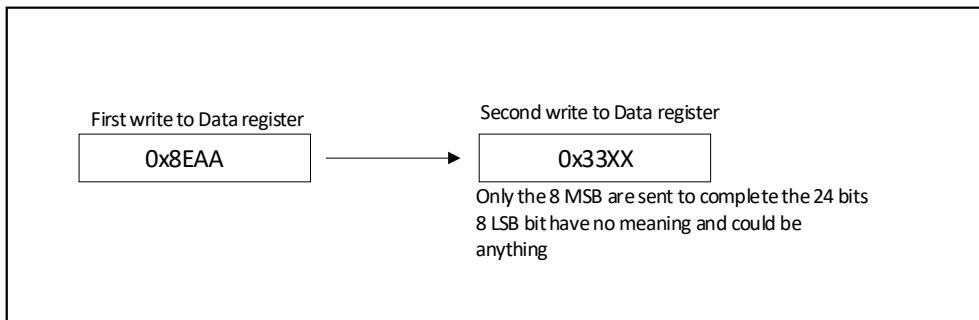 First write to Data register
0x8EAA
Second write to Data register
0x33XX
Only the 8 MSB are sent to complete the 24 bits
8 LSB bit have no meaning and could be
anything